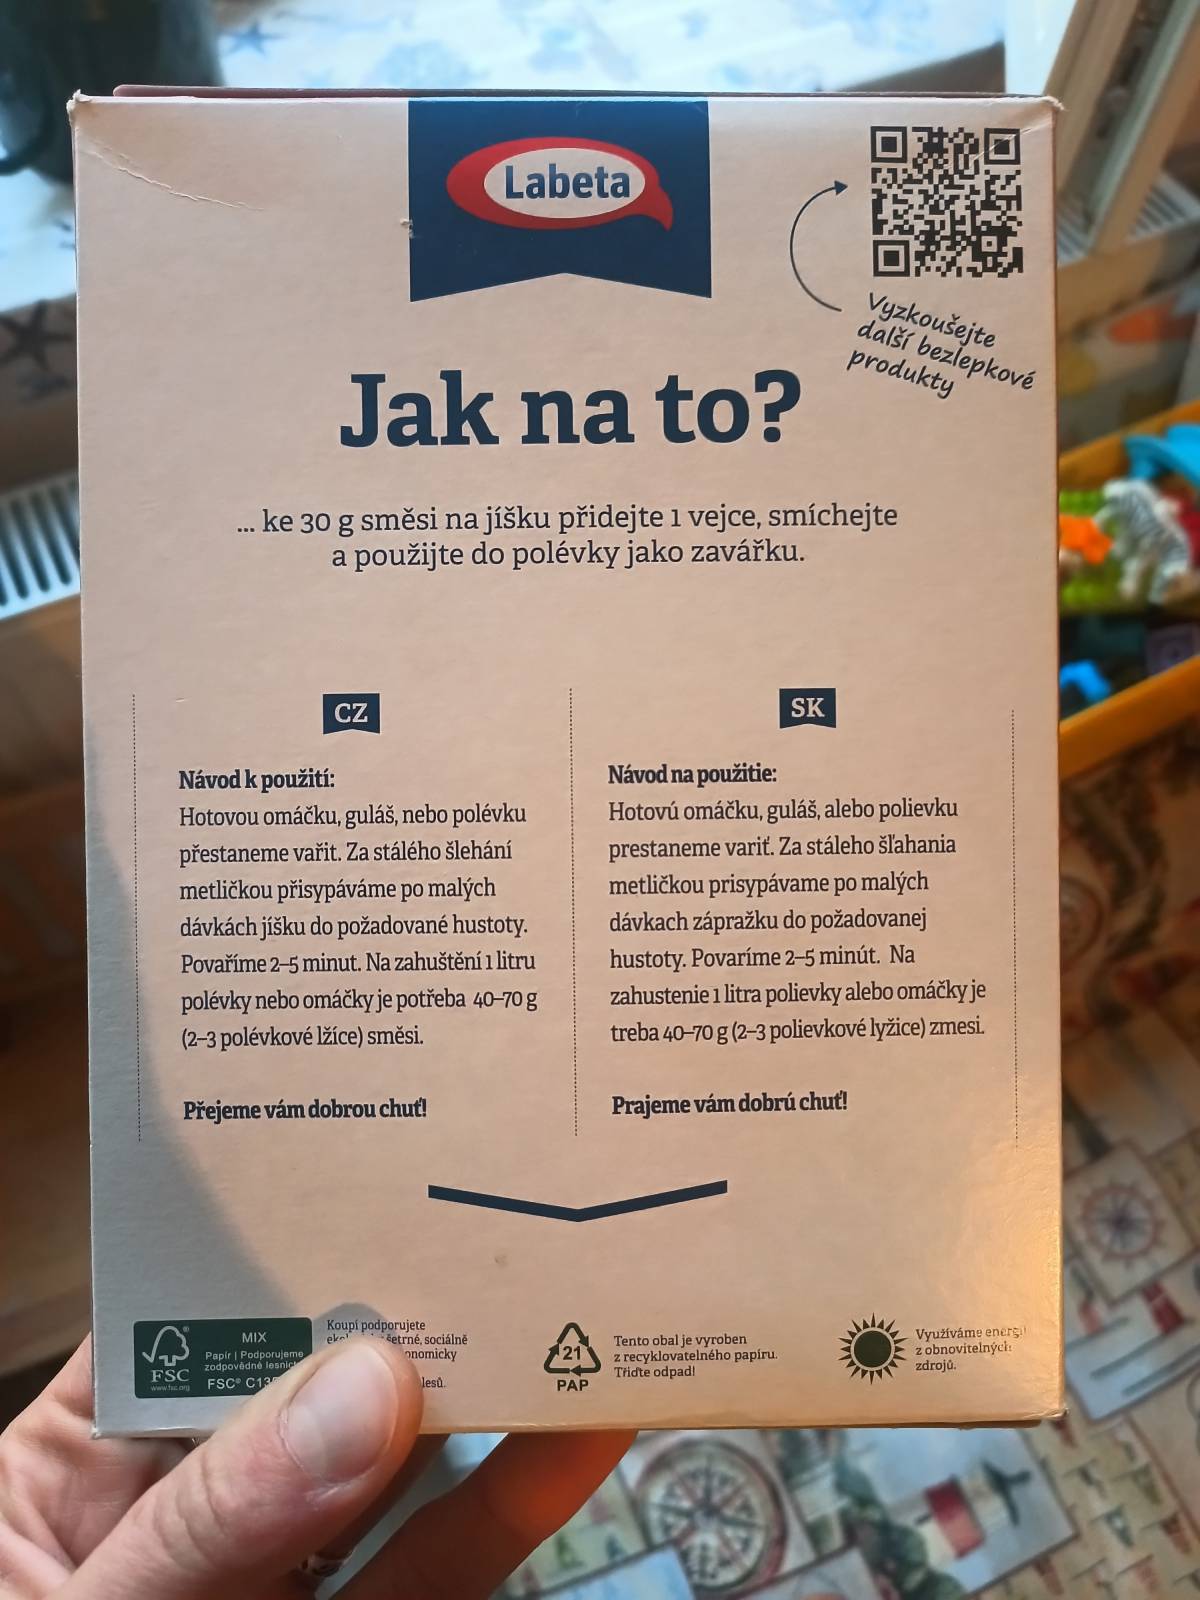 Labeta
Vyzkoušejte
další bezlepkové
produkty
Jak na to?
... ke 30 g směsi na jíšku přidejte 1 vejce, smíchejte
a použijte do polévky jako zavářku.
CZ
Návod k použití:
Hotovou omáčku, guláš, nebo polévku
přestaneme vařit. Za stálého šlehání
metličkou přisypáváme po malých
dávkách jíšku do požadované hustoty.
Povaříme 2–5 minut. Na zahuštění 1 litru
polévky nebo omáčky je potřeba 40–70 g
(2–3 polévkové lžíce) směsi.
Přejeme vám dobrou chuť!
SK
Návod na použitie:
Hotovú omáčku, guláš, alebo polievku
prestaneme variť. Za stáleho šľahania
metličkou prisypávame po malých
dávkach zápražku do požadovanej
hustoty. Povaríme 2–5 minút. Na
zahustenie 1 litra polievky alebo omáčky je
treba 40–70 g (2–3 polievkové lyžice) zmesi.
Prajeme vám dobrú chuť!
FSC
www.fsc.org
MIX
Papír | Podporujeme
zodpovědné
FSC®
Koupí podporujete
šetrné, sociálně
lesů.
21
PAP
Tento obal je vyroben
z recyklovatelného papíru.
Třiďte odpad!
Využíváme energii
z obnovitelných
zdrojů.